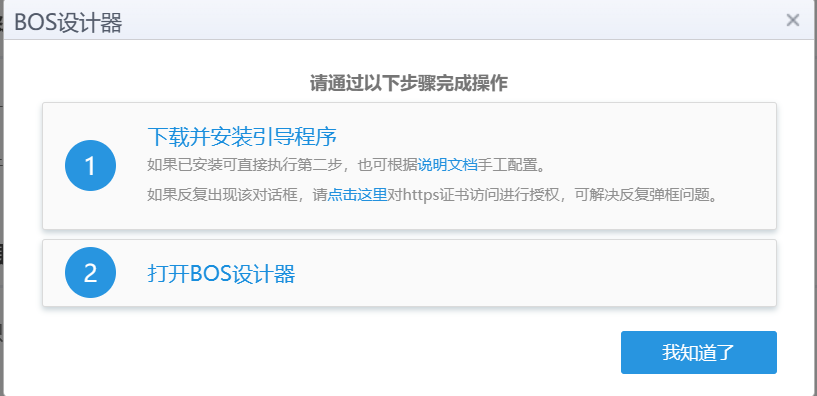 BOS设计器
请通过以下步骤完成操作
1
下载并安装引导程序
如果已安装可直接执行第二步，也可根据说明文档手工配置。
如果反复出现该对话框，请点击这里对https证书访问进行授权，可解决反复弹框问题。
2
打开BOS设计器
我知道了